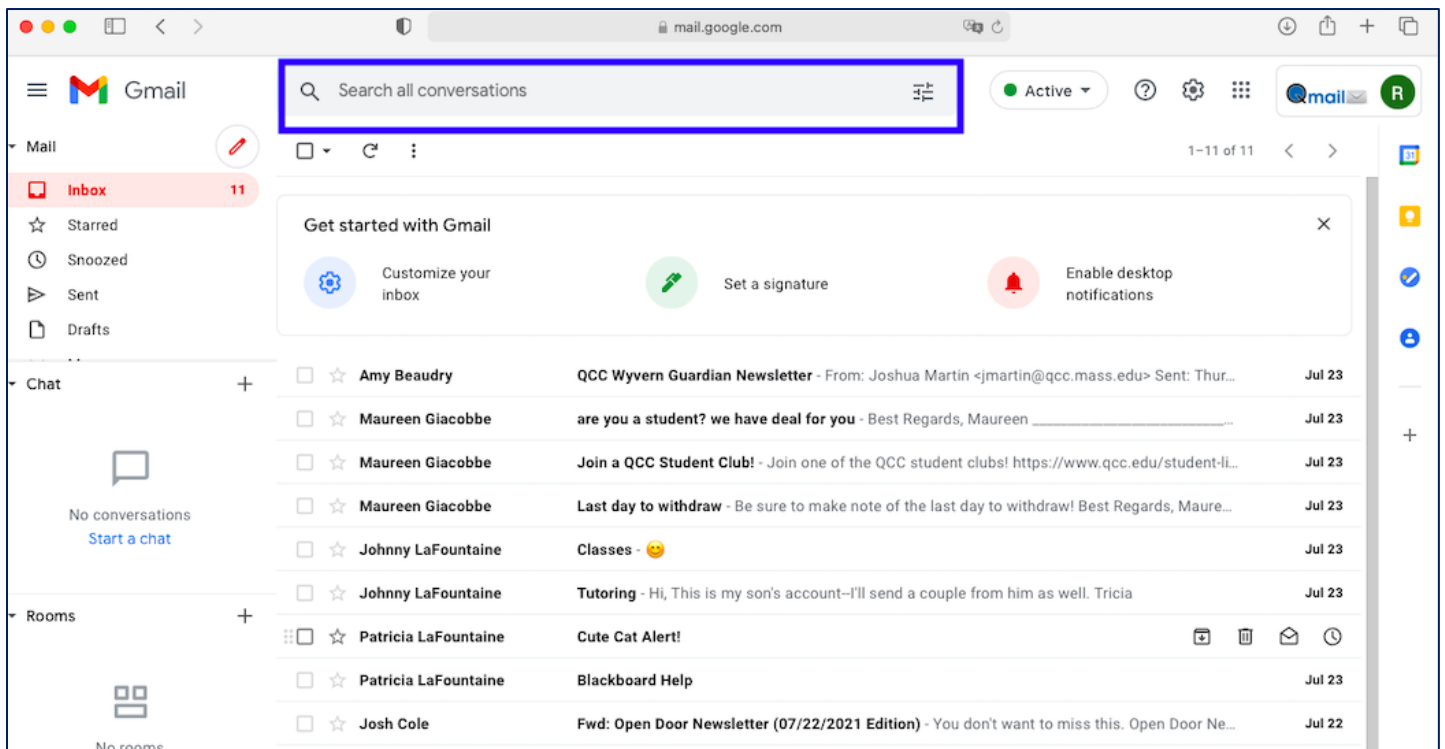 mail.google.com
Gmail
Search all conversations
Active
Qmail
R
Mail
1–11 of 11
31
Inbox 11
Starred
Snoozed
Sent
Drafts
Get started with Gmail
Customize your
inbox
Set a signature
Enable desktop
notifications
Chat
No conversations
Start a chat
Rooms
No rooms
Amy Beaudry QCC Wyvern Guardian Newsletter - From: Joshua Martin <jmartin@qcc.mass.edu> Sent: Thur... Jul 23
Maureen Giacobbe are you a student? we have deal for you - Best Regards, Maureen ____________________________... Jul 23
Maureen Giacobbe Join a QCC Student Club! - Join one of the QCC student clubs! https://www.qcc.edu/student-li... Jul 23
Maureen Giacobbe Last day to withdraw - Be sure to make note of the last day to withdraw! Best Regards, Maure... Jul 23
Johnny LaFountaine Classes - 😊 Jul 23
Johnny LaFountaine Tutoring - Hi, This is my son's account--I'll send a couple from him as well. Tricia Jul 23
Patricia LaFountaine Cute Cat Alert!
Patricia LaFountaine Blackboard Help Jul 23
Josh Cole Fwd: Open Door Newsletter (07/22/2021 Edition) - You don't want to miss this. Open Door Ne... Jul 22